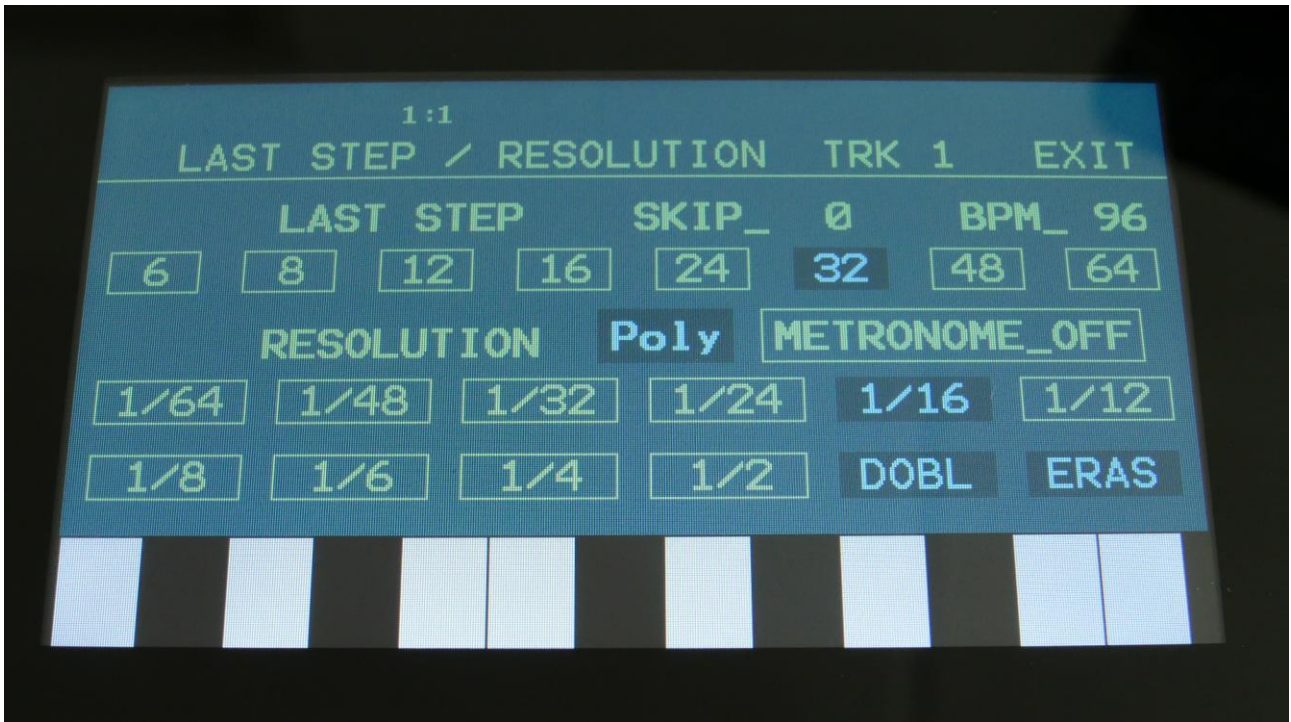 1:1
LAST STEP / RESOLUTION TRK 1 EXIT
LAST STEP SKIP_ 0 BPM_ 96
6 8 12 16 24 32 48 64
RESOLUTION Poly METRONOME_OFF
1/64 1/48 1/32 1/24 1/16 1/12
1/8 1/6 1/4 1/2 DOBL ERAS